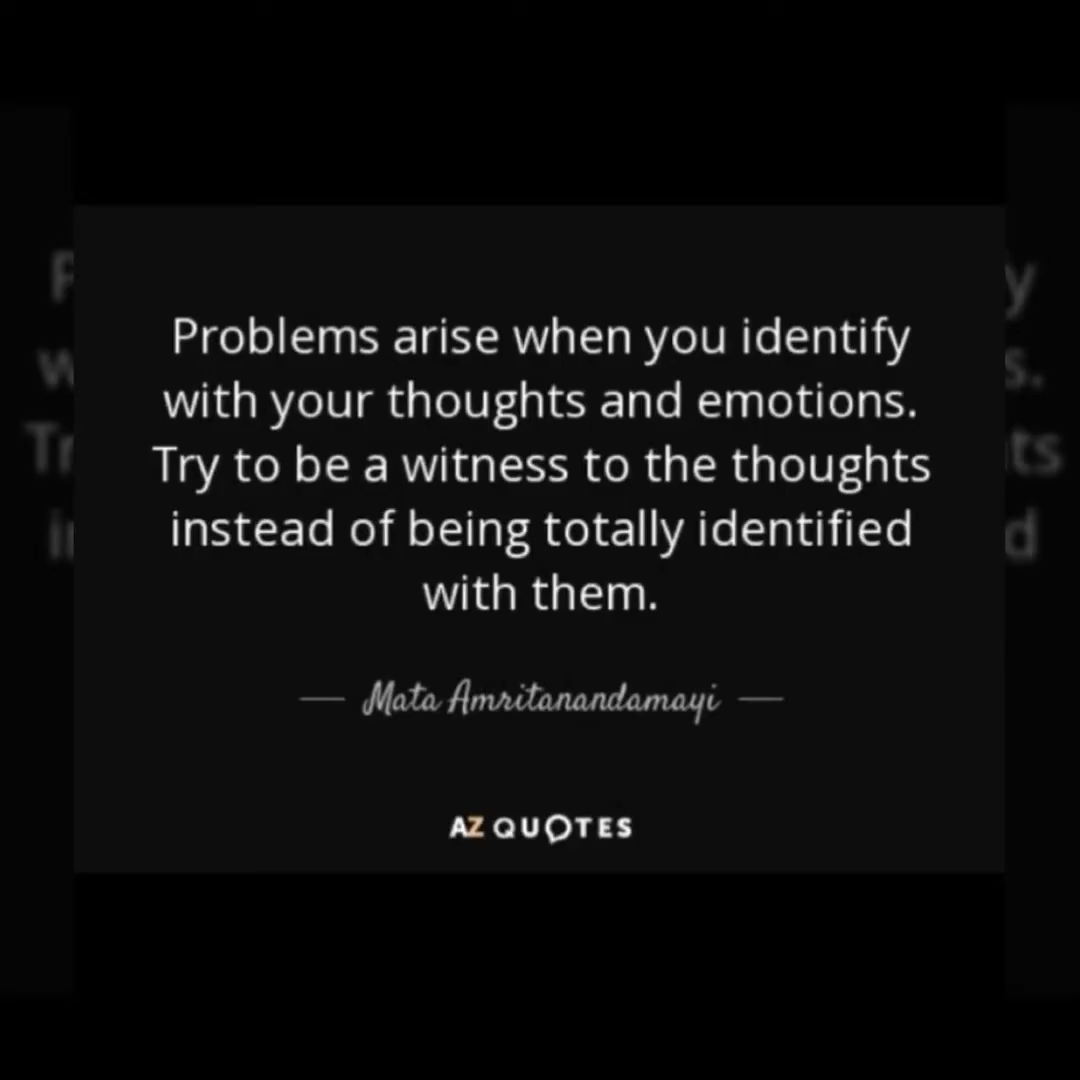 Problems arise when you identify
with your thoughts and emotions.
Try to be a witness to the thoughts
instead of being totally identified
with them.
— Mata Amritanandamayi —
AZ QUOTES